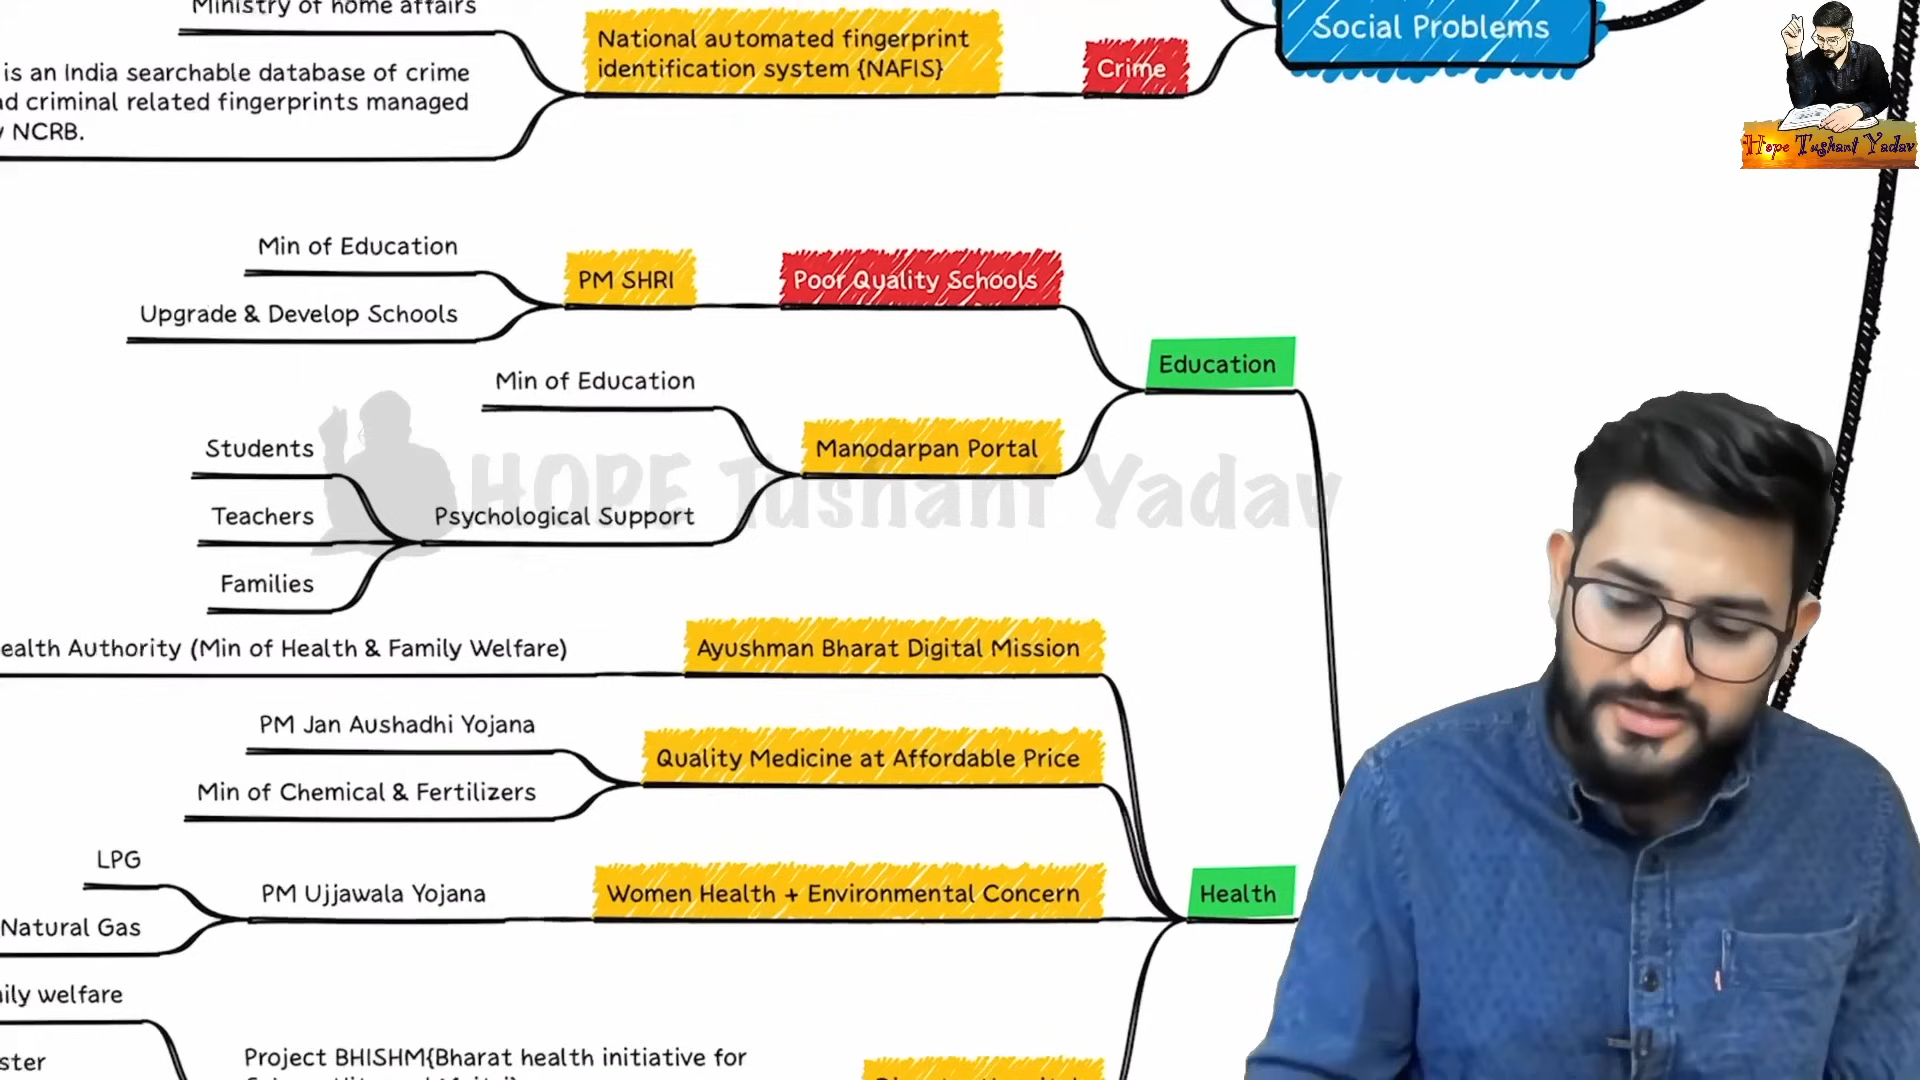 Ministry of home affairs
is an India searchable database of crime
criminal related fingerprints managed
NCRB.
National automated fingerprint
identification system {NAFIS}
Crime
Social Problems
Hope Tushant Yadav
Min of Education
Upgrade & Develop Schools
PM SHRI
Poor Quality Schools
Education
Min of Education
Manodarpan Portal
Psychological Support
Students
Teachers
Families
HOPE Tushant Yadav
Authority (Min of Health & Family Welfare)
Ayushman Bharat Digital Mission
PM Jan Aushadhi Yojana
Min of Chemical & Fertilizers
Quality Medicine at Affordable Price
LPG
Natural Gas
PM Ujjawala Yojana
Women Health + Environmental Concern
Health
welfare
Project BHISHM{Bharat health initiative for